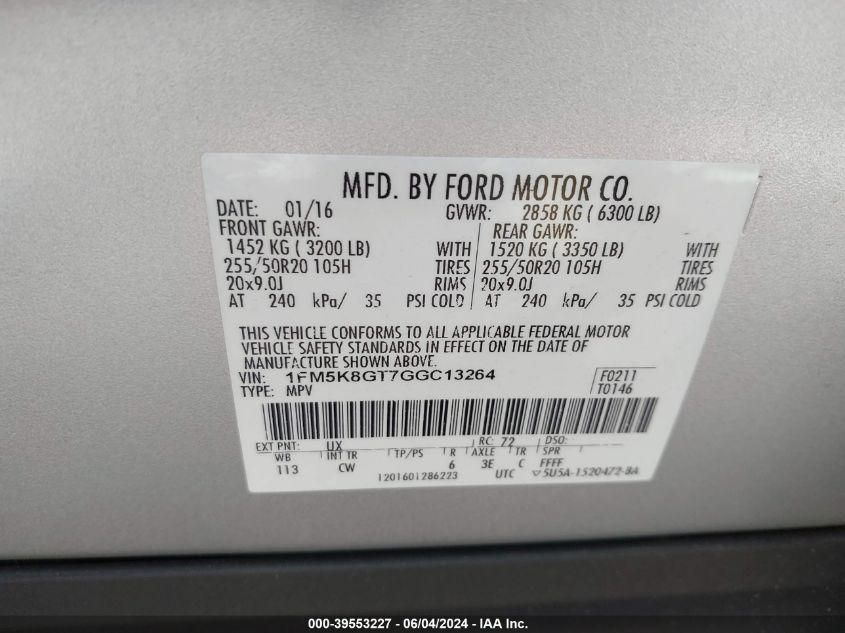 MFD. BY FORD MOTOR CO.
DATE: 01/16 GVWR: 2858 KG ( 6300 LB)
FRONT GAWR: REAR GAWR:
1452 KG ( 3200 LB) WITH 1520 KG ( 3350 LB) WITH
255/50R20 105H TIRES 255/50R20 105H TIRES
20x9.0J RIMS 20x9.0J RIMS
AT 240 kPa/ 35 PSI COLD AT 240 kPa/ 35 PSI COLD
THIS VEHICLE CONFORMS TO ALL APPLICABLE FEDERAL MOTOR
VEHICLE SAFETY STANDARDS IN EFFECT ON THE DATE OF
MANUFACTURE SHOWN ABOVE.
VIN: 1FM5K8GT7GGC13264 F0211
TYPE: MPV T0146
EXT PNT: UX RC: 72 DSO:
WB INT TR TP/PS R AXLE TR SPR
113 CW 6 3E C FFFF
1201601286223 UTC ▽5U5A-1520472-BA
000-39553227 - 06/04/2024 - IAA Inc.